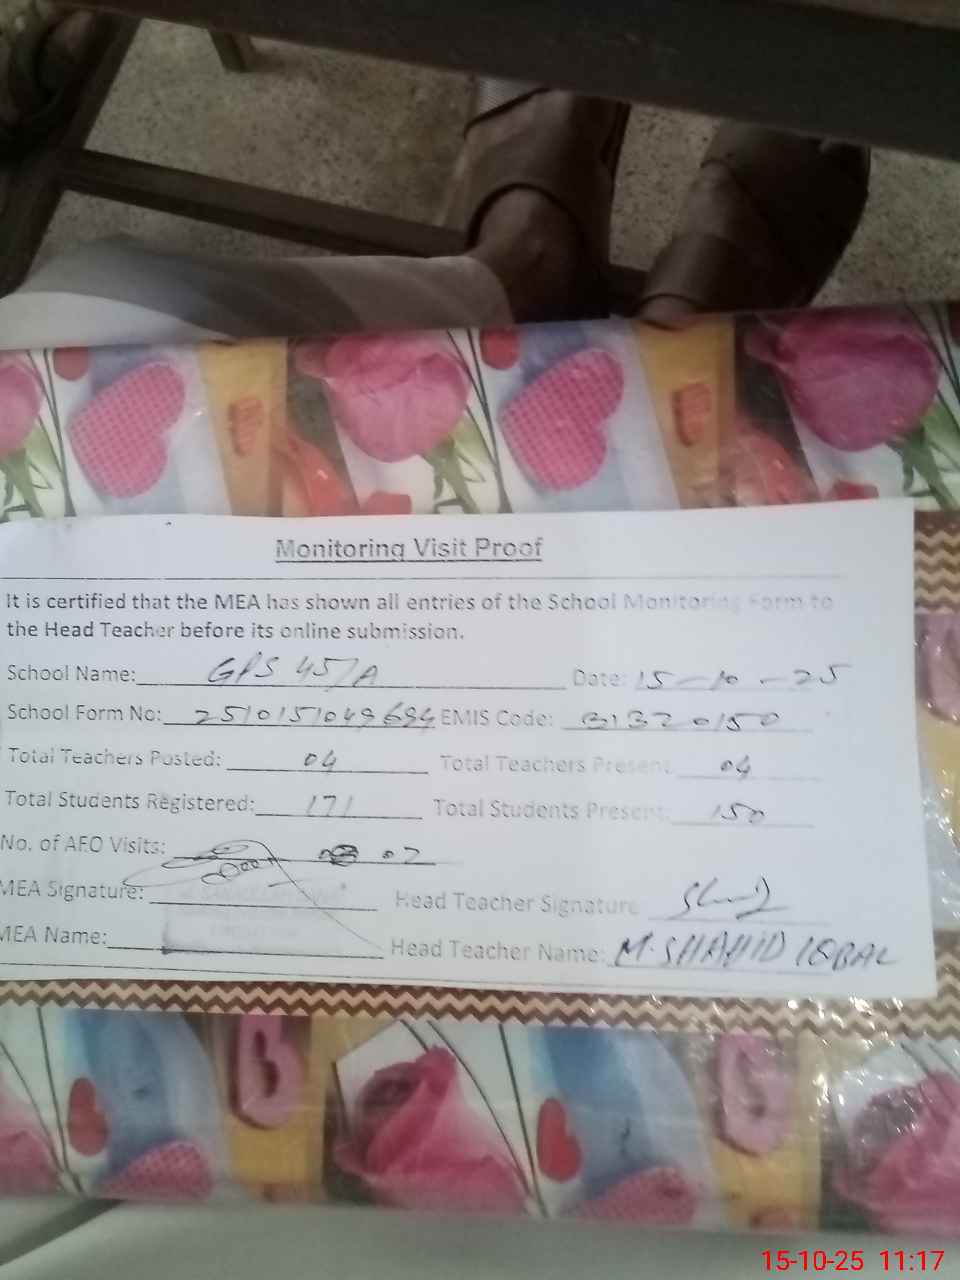 Monitoring Visit Proof
It is certified that the MEA has shown all entries of the School Monitoring Form to
the Head Teacher before its online submission.
School Name: GPS 45/A Date: 15-10-25
School Form No: 2510151049694 EMIS Code: 31320150
Total Teachers Posted: 04 Total Teachers Present: 04
Total Students Registered: 171 Total Students Present: 150
No. of AEO Visits: 02
MEA Signature: Head Teacher Signature
MEA Name: Head Teacher Name: M. SHAHID IQBAL
15-10-25 11:17